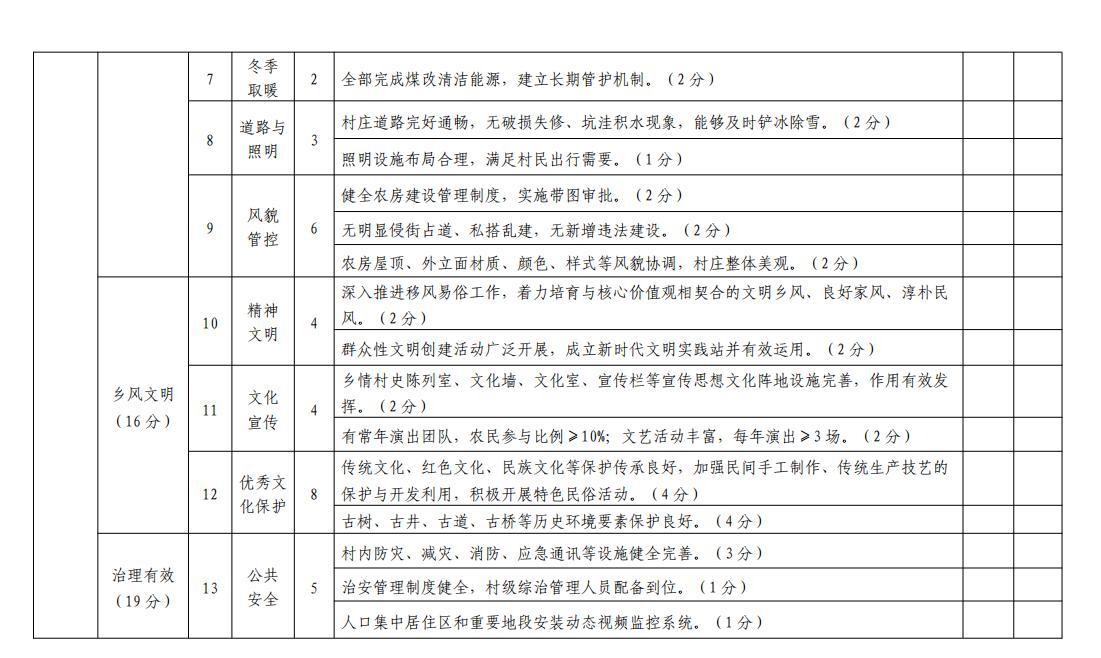 7
冬季
取暖
2
全部完成煤改清洁能源，建立长期管护机制。（2 分）
8
道路与
照明
3
村庄道路完好通畅，无破损失修、坑洼积水现象，能够及时铲冰除雪。（2 分）
照明设施布局合理，满足村民出行需要。（1 分）
9
风貌
管控
6
健全农房建设管理制度，实施带图审批。（2 分）
无明显侵街占道、私搭乱建，无新增违法建设。（2 分）
农房屋顶、外立面材质、颜色、样式等风貌协调，村庄整体美观。（2 分）
乡风文明
（16 分）
10
精神
文明
4
深入推进移风易俗工作，着力培育与核心价值观相契合的文明乡风、良好家风、淳朴民
风。（2 分）
群众性文明创建活动广泛开展，成立新时代文明实践站并有效运用。（2 分）
11
文化
宣传
4
乡情村史陈列室、文化墙、文化室、宣传栏等宣传思想文化阵地设施完善，作用有效发
挥。（2 分）
有常年演出团队，农民参与比例≥10%；文艺活动丰富，每年演出≥3 场。（2 分）
12
优秀文
化保护
8
传统文化、红色文化、民族文化等保护传承良好，加强民间手工制作、传统生产技艺的
保护与开发利用，积极开展特色民俗活动。（4 分）
古树、古井、古道、古桥等历史环境要素保护良好。（4 分）
治理有效
（19 分）
13
公共
安全
5
村内防灾、减灾、消防、应急通讯等设施健全完善。（3 分）
治安管理制度健全，村级综治管理人员配备到位。（1 分）
人口集中居住区和重要地段安装动态视频监控系统。（1 分）